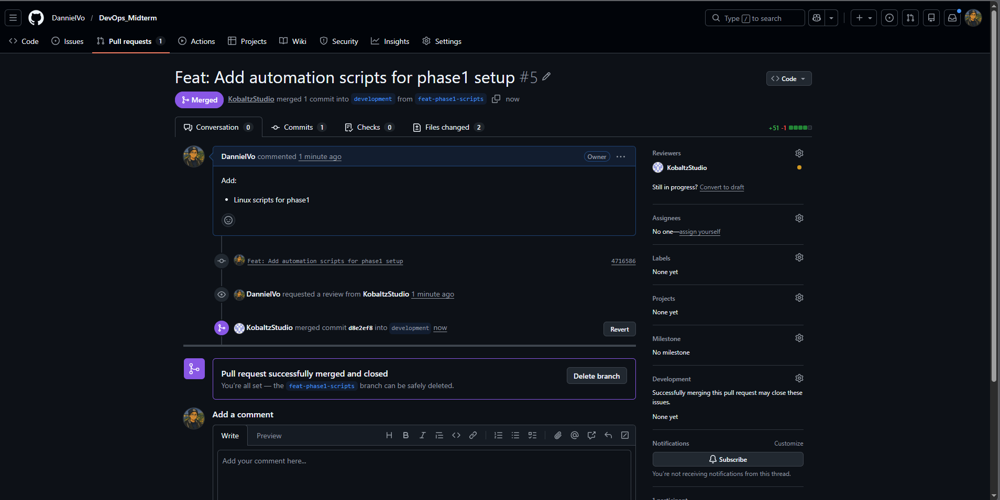 DannielVo / DevOps_Midterm
Type / to search
Code
Issues
Pull requests 1
Actions
Projects
Wiki
Security
Insights
Settings
Feat: Add automation scripts for phase1 setup #5
Code
Merged
KobaltzStudio merged 1 commit into development from feat-phase1-scripts now
Conversation 0
Commits 1
Checks 0
Files changed 2
+51 -1
DannielVo commented 1 minute ago
Owner
Add:
• Linux scripts for phase1
Feat: Add automation scripts for phase1 setup
4716586
DannielVo requested a review from KobaltzStudio 1 minute ago
KobaltzStudio merged commit d8e2ef8 into development now
Revert
Pull request successfully merged and closed
You're all set — the feat-phase1-scripts branch can be safely deleted.
Delete branch
Add a comment
Write
Preview
Add your comment here...
Reviewers
KobaltzStudio
Still in progress? Convert to draft
Assignees
No one—assign yourself
Labels
None yet
Projects
None yet
Milestone
No milestone
Development
Successfully merging this pull request may close these
issues.
None yet
Notifications
Customize
Subscribe
You're not receiving notifications from this thread.